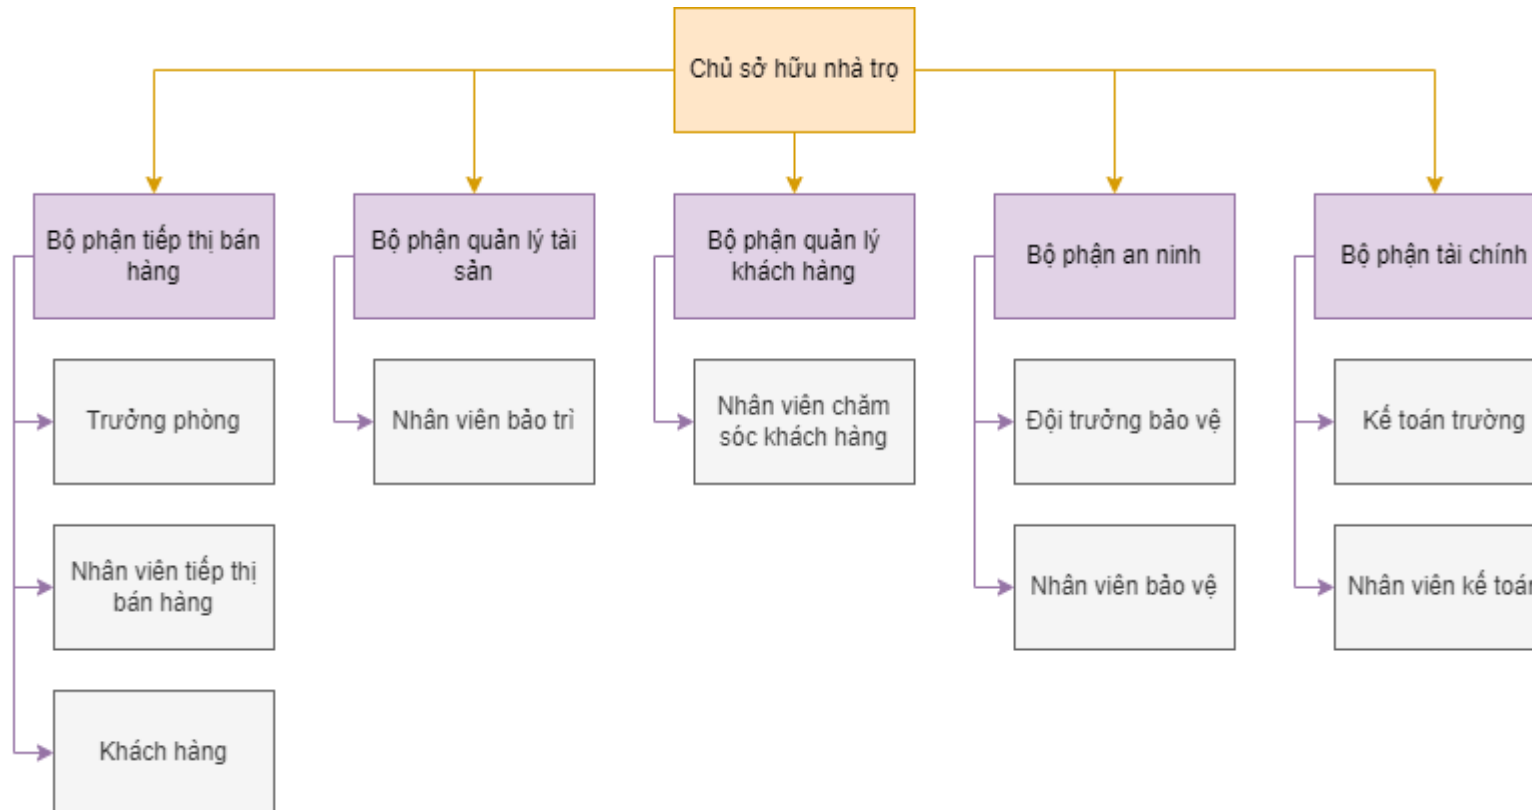 Chủ sở hữu nhà trọ
Bộ phận tiếp thị bán
hàng
Bộ phận quản lý tài
sản
Bộ phận quản lý
khách hàng
Bộ phận an ninh
Bộ phận tài chính
Trưởng phòng
Nhân viên bảo trì
Nhân viên chăm
sóc khách hàng
Đội trưởng bảo vệ
Kế toán trường
Nhân viên tiếp thị
bán hàng
Nhân viên bảo vệ
Nhân viên kế toán
Khách hàng